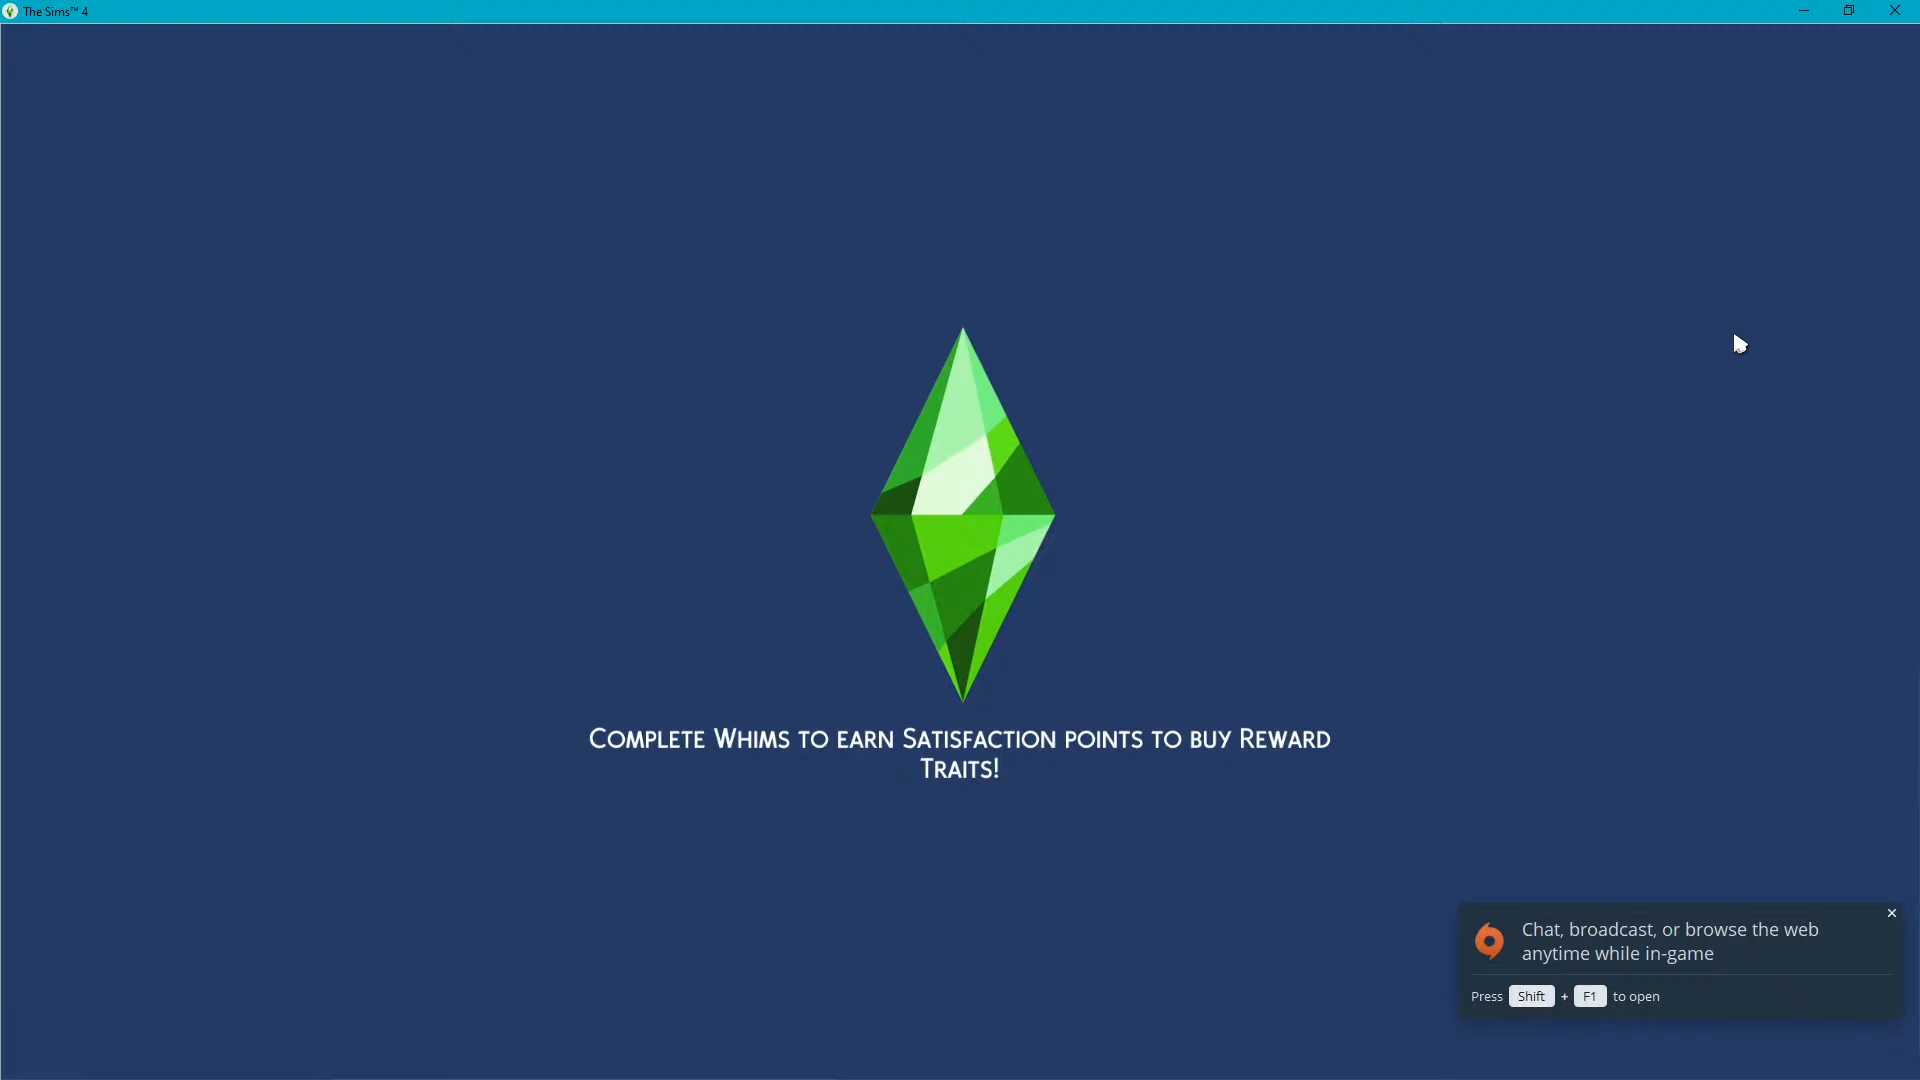 The Sims™ 4
Complete Whims to earn Satisfaction points to buy Reward
Traits!
Chat, broadcast, or browse the web
anytime while in-game
Press Shift + F1 to open